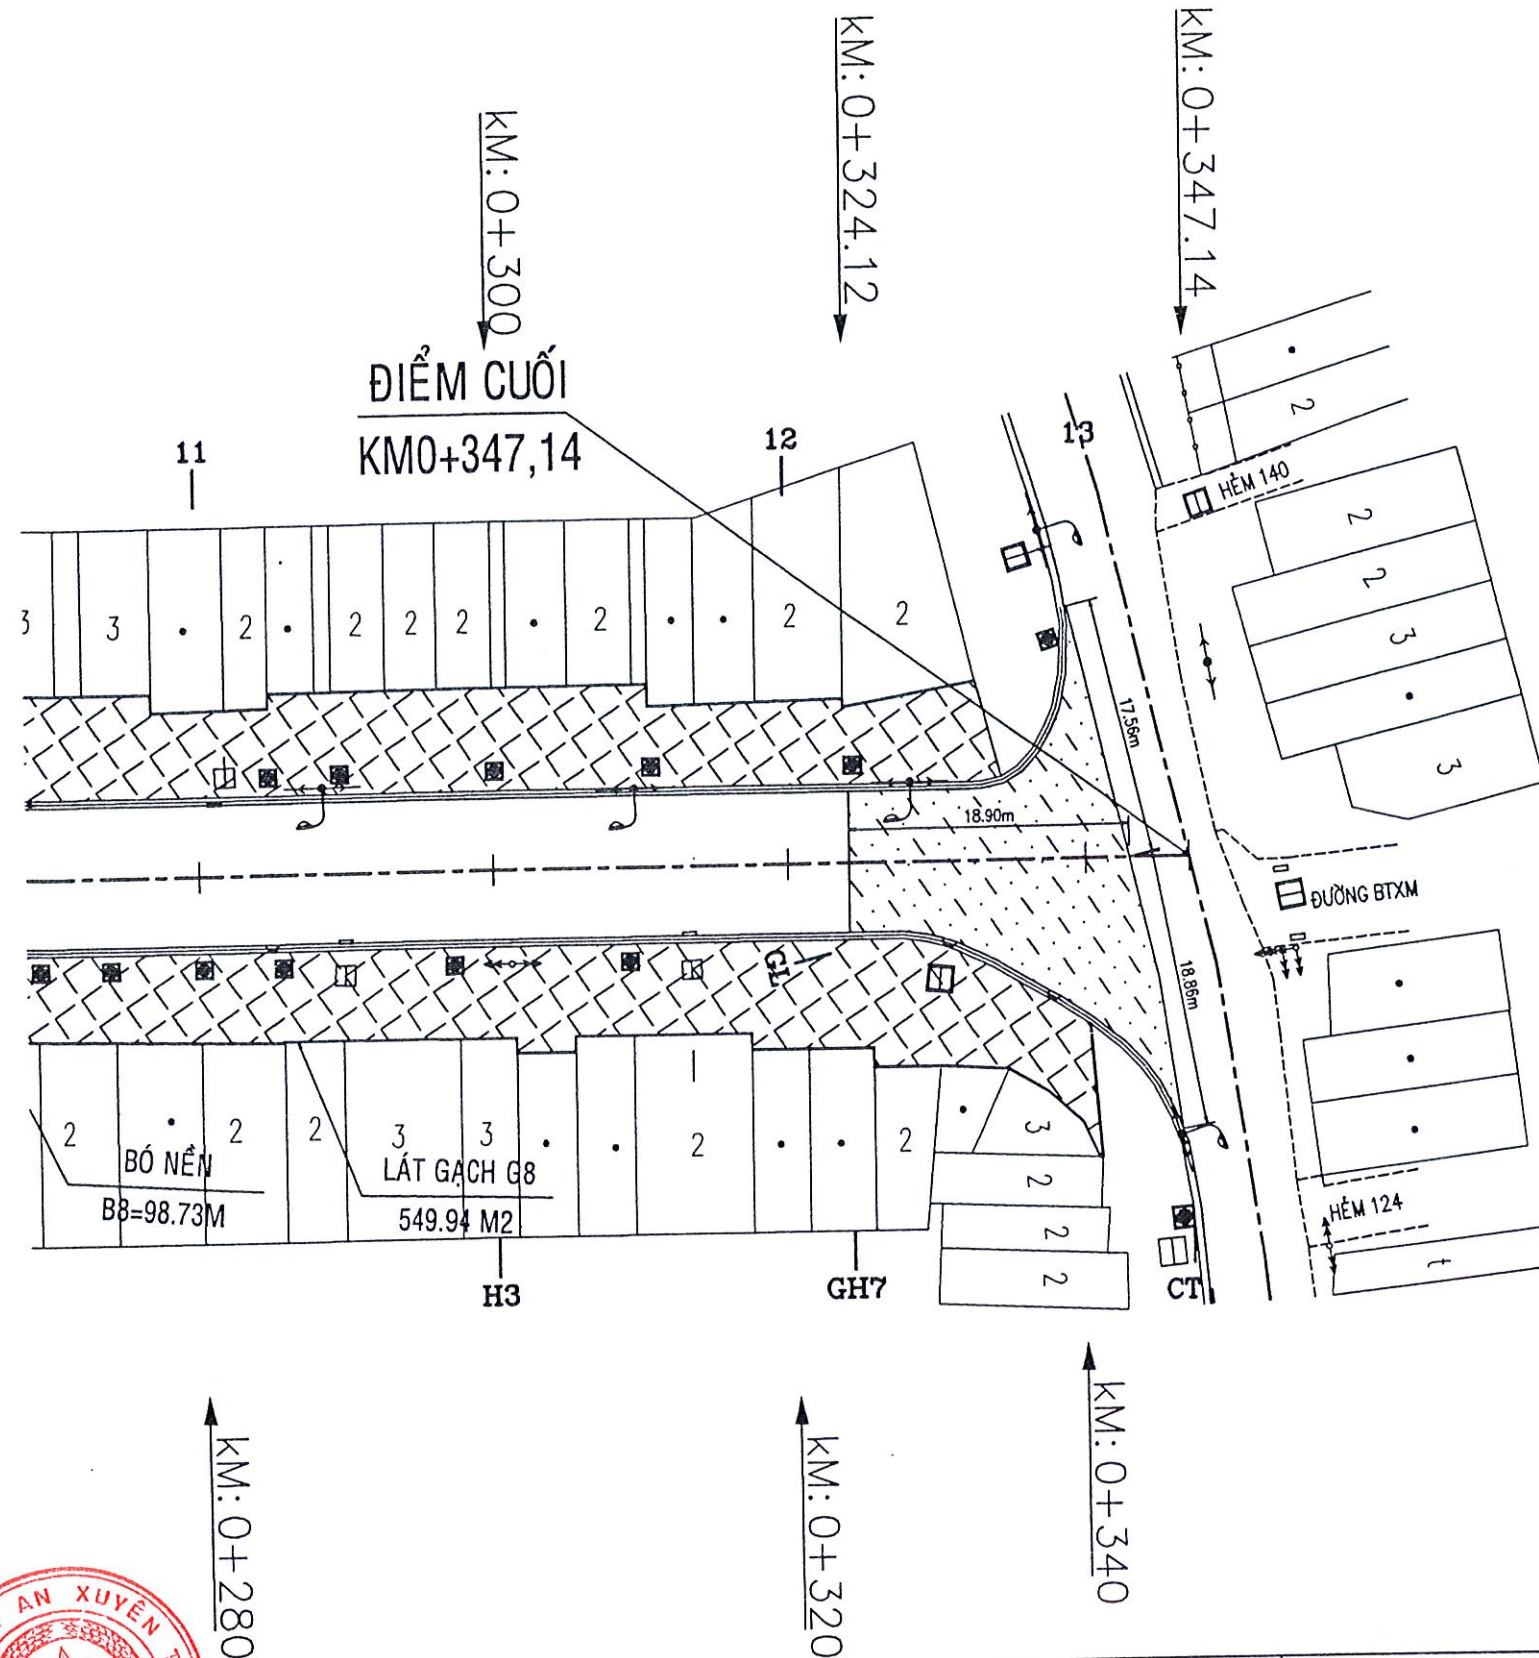 KM: 0+300
KM: 0+324.12
KM: 0+347.14
ĐIỂM CUỐI
KM0+347,14
11
12
13
HẺM 140
2
2
2
3
3
3
3
2
2
2
2
2
2
2
17.56m
18.90m
18.86m
ĐƯỜNG BTXM
GL
2
2
2
3
3
2
2
3
2
2
2
BÓ NỀN
B8=98.73M
LÁT GẠCH G8
549.94 M2
HẺM 124
t
H3
GH7
CT
KM: 0+280
KM: 0+320
KM: 0+340
AN XUYÊN